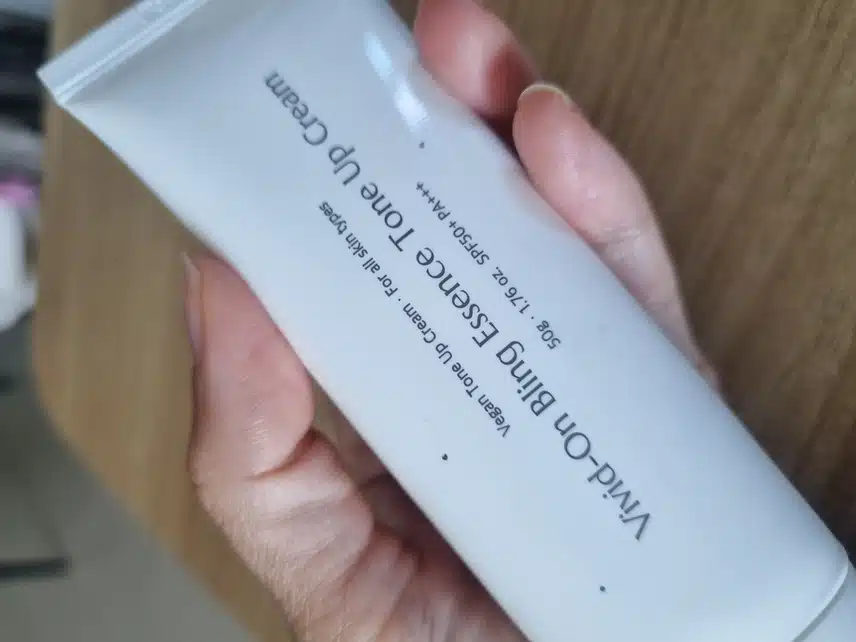 Vegan Tone Up Cream · For all skin types
Vivid-On Bling Essence Tone Up Cream
50g · 1.76 oz. SPF50+ PA+++